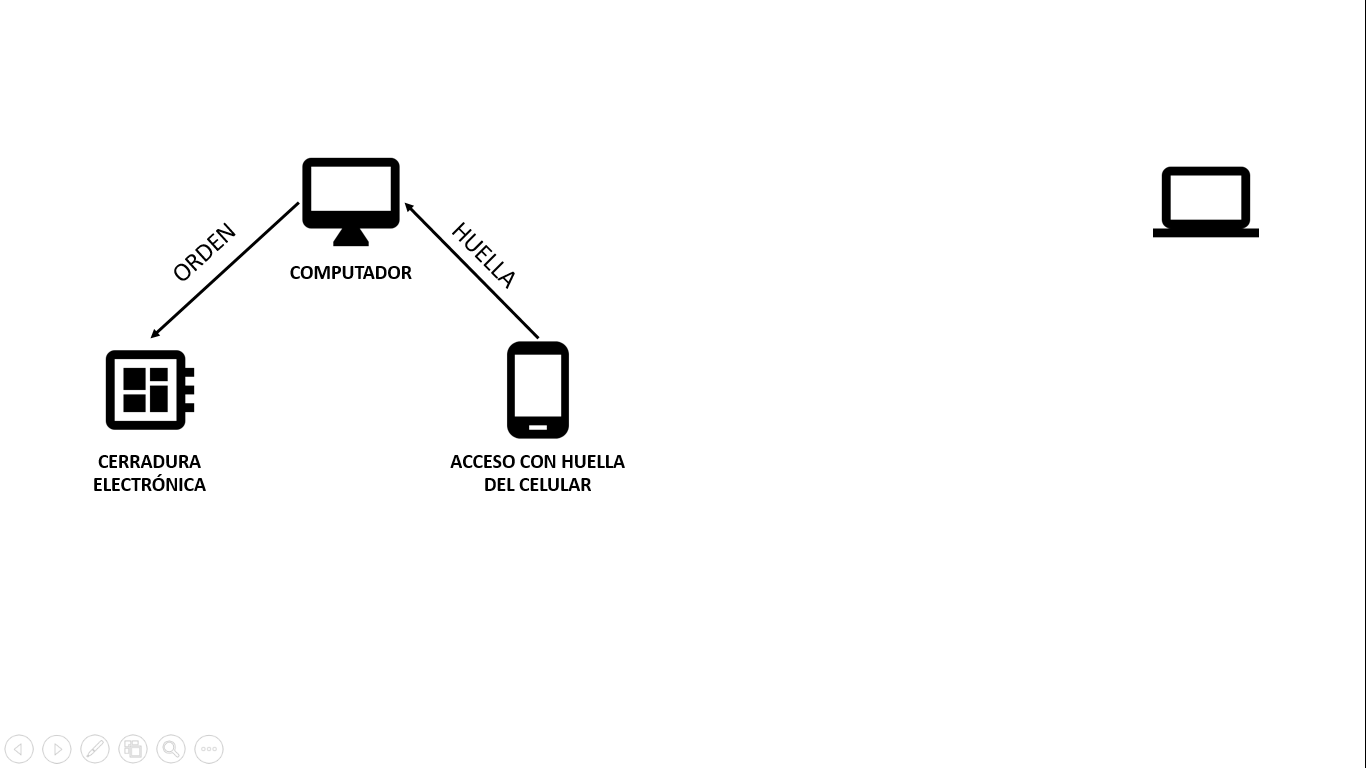 ORDEN
HUELLA
COMPUTADOR
CERRADURA
ELECTRÓNICA
ACCESO CON HUELLA
DEL CELULAR